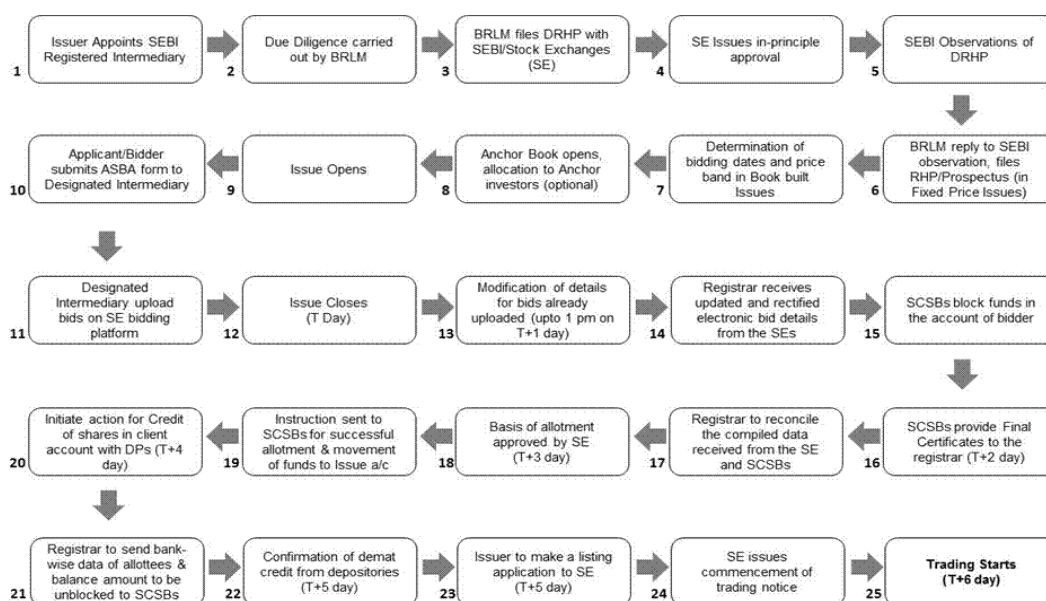 Issuer Appoints SEBI
Registered Intermediary
1
Due Diligence carried
out by BRLM
2
BRLM files DRHP with
SEBI/Stock Exchanges
(SE)
3
SE Issues in-principle
approval
4
SEBI Observations of
DRHP
5
BRLM reply to SEBI
observation, files
RHP/Prospectus (in
Fixed Price Issues)
6
Determination of
bidding dates and price
band in Book built
Issues
7
Anchor Book opens,
allocation to Anchor
investors (optional)
8
Issue Opens
9
Applicant/Bidder
submits ASBA form to
Designated Intermediary
10
Designated
Intermediary upload
bids on SE bidding
platform
11
Issue Closes
(T Day)
12
Modification of details
for bids already
uploaded (upto 1 pm on
T+1 day)
13
Registrar receives
updated and rectified
electronic bid details
from the SEs
14
SCSBs block funds in
the account of bidder
15
SCSBs provide Final
Certificates to the
registrar (T+2 day)
16
Registrar to reconcile
the compiled data
received from the SE
and SCSBs
17
Basis of allotment
approved by SE
(T+3 day)
18
Instruction sent to
SCSBs for successful
allotment & movement
of funds to Issue a/c
19
Initiate action for Credit
of shares in client
account with DPs (T+4
day)
20
Registrar to send bank-
wise data of allottees &
balance amount to be
unblocked to SCSBs
21
Confirmation of demat
credit from depositories
(T+5 day)
22
Issuer to make a listing
application to SE
(T+5 day)
23
SE issues
commencement of
trading notice
24
Trading Starts
(T+6 day)
25